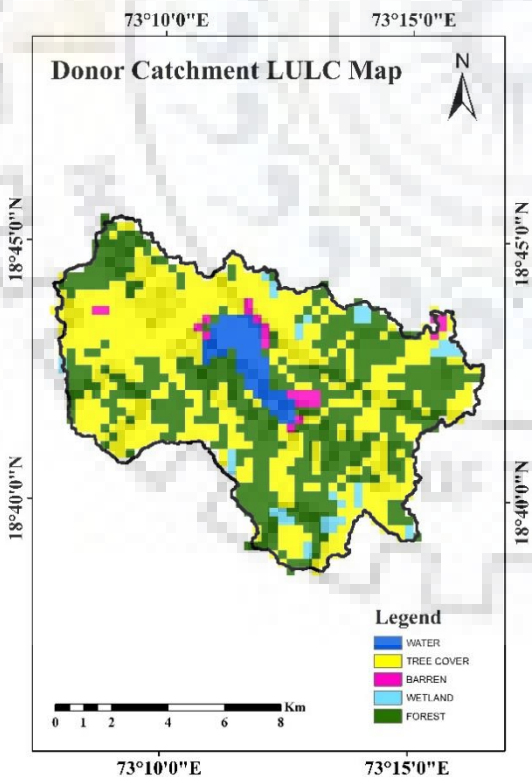 73°10'0"E 73°15'0"E
Donor Catchment LULC Map
N
18°45'0"N 18°45'0"N
18°40'0"N 18°40'0"N
Legend
WATER
TREE COVER
BARREN
WETLAND
FOREST
Km
0 1 2 4 6 8
73°10'0"E 73°15'0"E